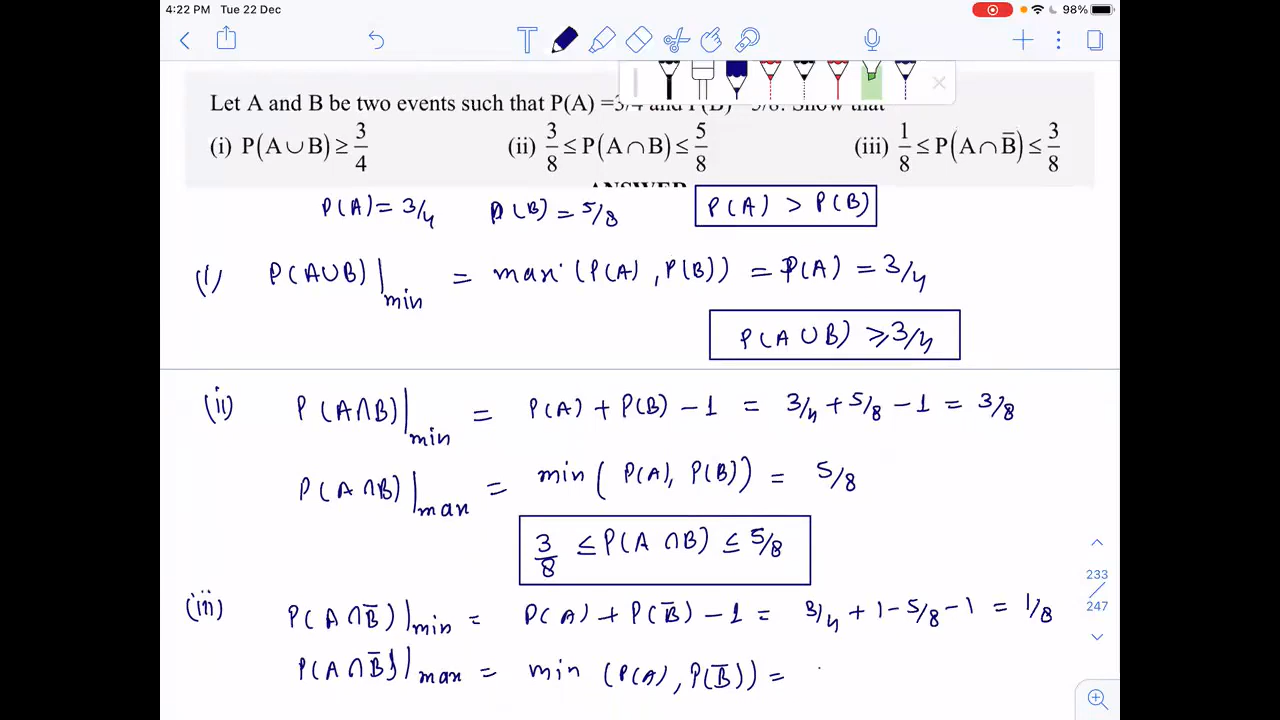 4:22 PM Tue 22 Dec 98%
T
Let A and B be two events such that P(A) =3/4 and P(B) 5/8. Show that
(i) P(A∪B) ≥ 3/4 (ii) 3/8 ≤ P(A∩B) ≤ 5/8 (iii) 1/8 ≤ P(A∩B̄) ≤ 3/8
ANSWER
P(A) = 3/4 P(B) = 5/8 P(A) > P(B)
(i) P(A∪B)|min = max (P(A), P(B)) = P(A) = 3/4
P(A∪B) ≥ 3/4
(ii) P(A∩B)|min = P(A) + P(B) - 1 = 3/4 + 5/8 - 1 = 3/8
P(A∩B)|max = min (P(A), P(B)) = 5/8
3/8 ≤ P(A∩B) ≤ 5/8
233
247
(iii) P(A∩B̄)|min = P(A) + P(B̄) - 1 = 3/4 + 1 - 5/8 - 1 = 1/8
P(A∩B̄)|max = min (P(A), P(B̄)) =